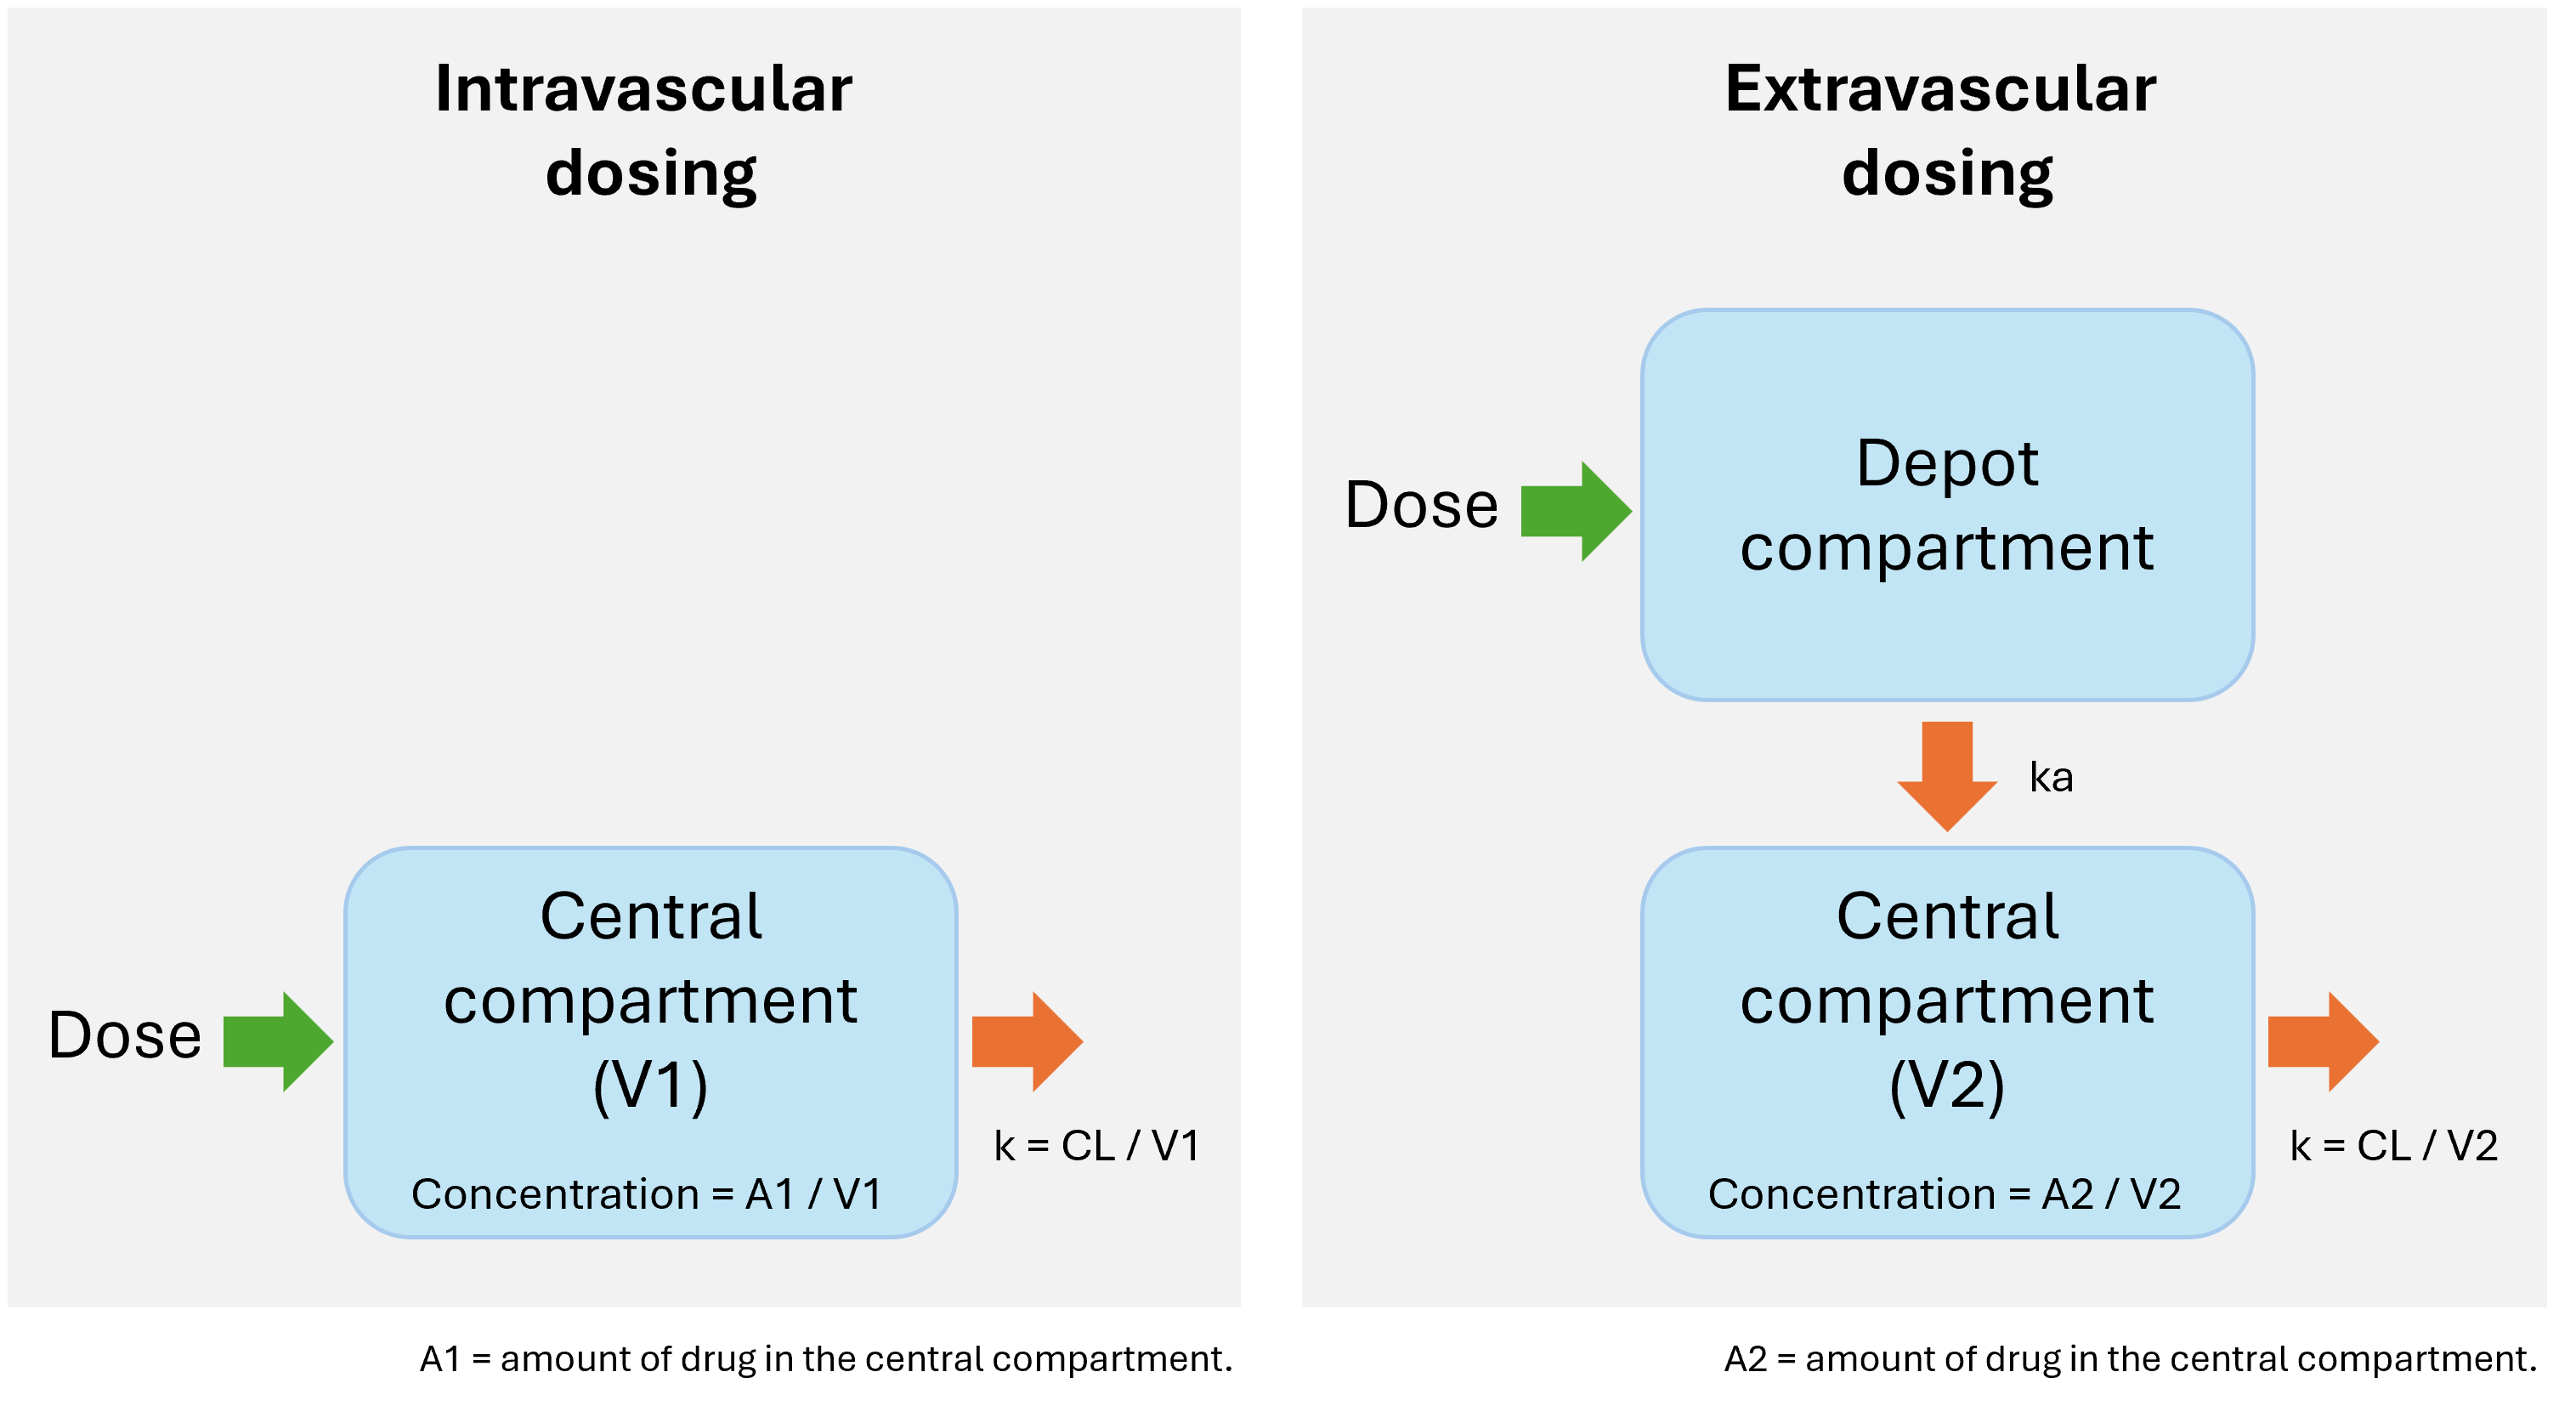 Intravascular
dosing
Dose
Central
compartment
(V1)
Concentration = A1 / V1
k = CL / V1
A1 = amount of drug in the central compartment.
Extravascular
dosing
Dose
Depot
compartment
ka
Central
compartment
(V2)
Concentration = A2 / V2
k = CL / V2
A2 = amount of drug in the central compartment.